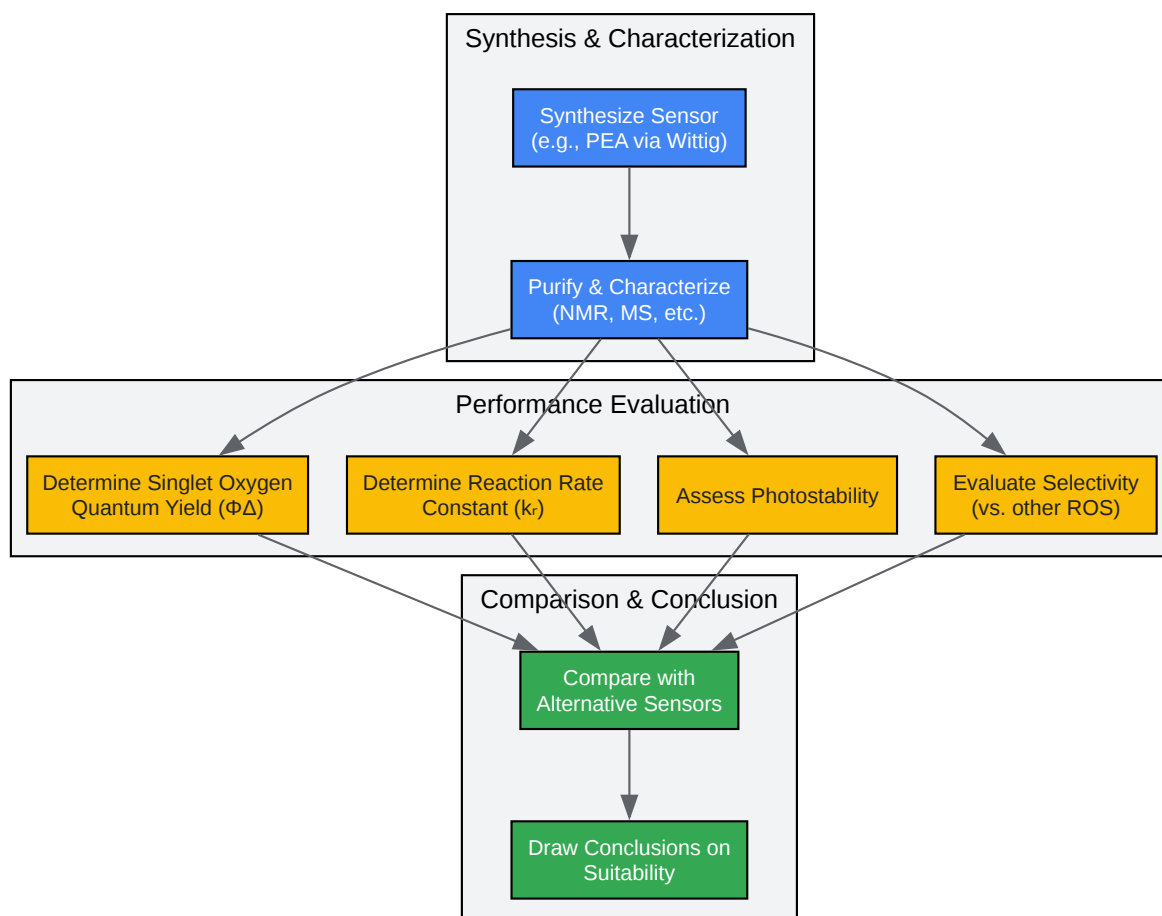 Synthesis & Characterization
Synthesize Sensor
(e.g., PEA via Wittig)
Purify & Characterize
(NMR, MS, etc.)
Performance Evaluation
Determine Singlet Oxygen
Quantum Yield (ΦΔ)
Determine Reaction Rate
Constant (kᵣ)
Assess Photostability
Evaluate Selectivity
(vs. other ROS)
Comparison & Conclusion
Compare with
Alternative Sensors
Draw Conclusions on
Suitability